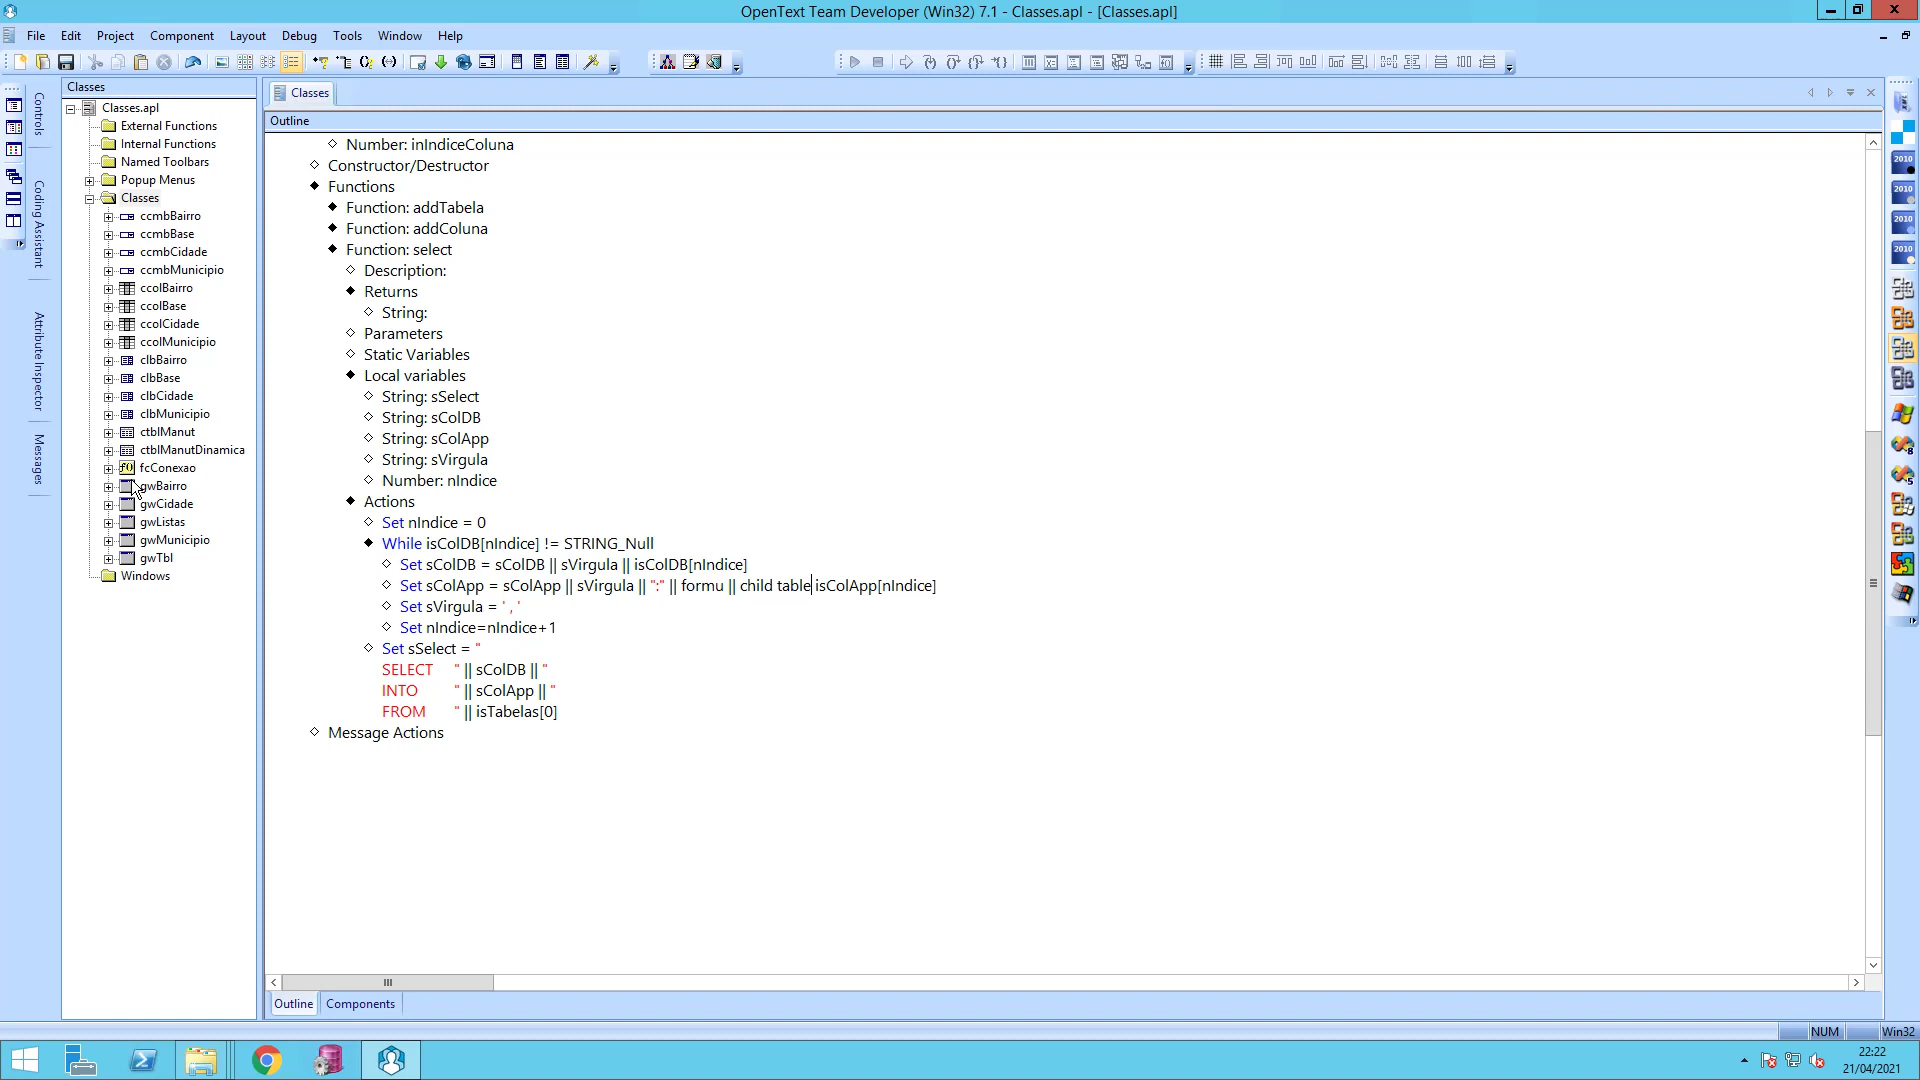 OpenText Team Developer (Win32) 7.1 - Classes.apl - [Classes.apl]
File Edit Project Component Layout Debug Tools Window Help
Controls
Coding Assistant
Attribute Inspector
Messages
Classes
Classes.apl
External Functions
Internal Functions
Named Toolbars
Popup Menus
Classes
ccmbBairro
ccmbBase
ccmbCidade
ccmbMunicipio
ccolBairro
ccolBase
ccolCidade
ccolMunicipio
clbBairro
clbBase
clbCidade
clbMunicipio
ctblManut
ctblManutDinamica
fcConexao
gwBairro
gwCidade
gwListas
gwMunicipio
gwTbl
Windows
Classes
Outline
Number: inIndiceColuna
Constructor/Destructor
Functions
Function: addTabela
Function: addColuna
Function: select
Description:
Returns
String:
Parameters
Static Variables
Local variables
String: sSelect
String: sColDB
String: sColApp
String: sVirgula
Number: nIndice
Actions
Set nIndice = 0
While isColDB[nIndice] != STRING_Null
Set sColDB = sColDB || sVirgula || isColDB[nIndice]
Set sColApp = sColApp || sVirgula || ":" || formu || child table isColApp[nIndice]
Set sVirgula = ' , '
Set nIndice=nIndice+1
Set sSelect = "
SELECT " || sColDB || "
INTO " || sColApp || "
FROM " || isTabelas[0]
Message Actions
2010
2010
2010
2010
Outline Components
NUM Win32
22:22
21/04/2021